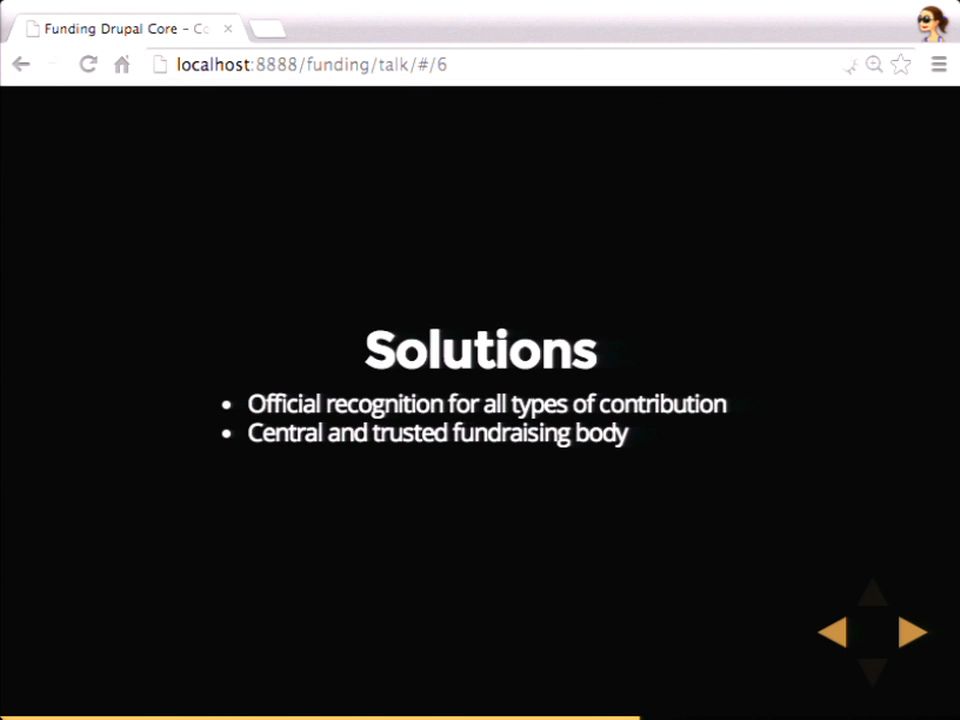 Funding Drupal Core - Co
localhost:8888/funding/talk/#/6
Solutions
• Official recognition for all types of contribution
• Central and trusted fundraising body